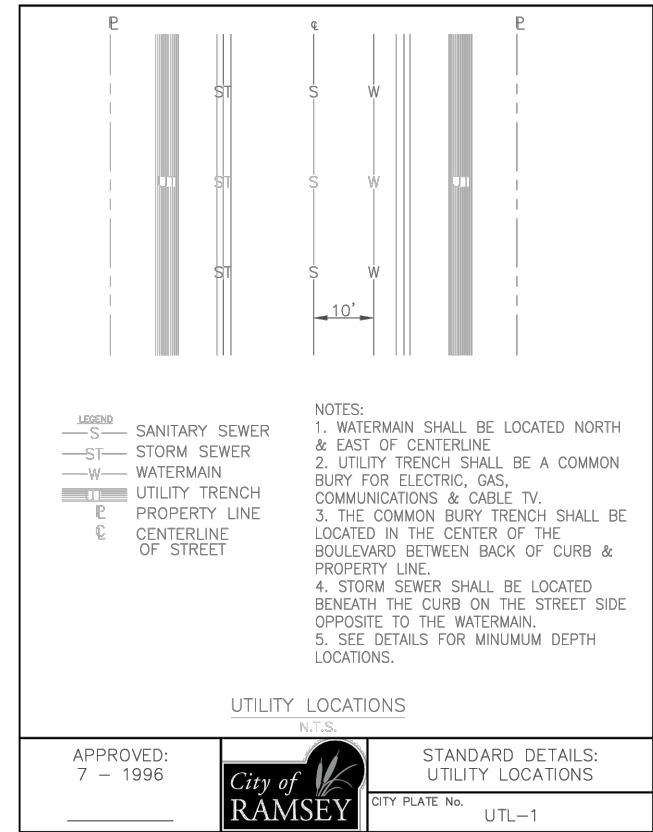 PL CL PL
ST S W
UT ST S W UT
ST S W
10'
LEGEND
S SANITARY SEWER
ST STORM SEWER
W WATERMAIN
UT UTILITY TRENCH
PL PROPERTY LINE
CL CENTERLINE
OF STREET
NOTES:
1. WATERMAIN SHALL BE LOCATED NORTH
& EAST OF CENTERLINE
2. UTILITY TRENCH SHALL BE A COMMON
BURY FOR ELECTRIC, GAS,
COMMUNICATIONS & CABLE TV.
3. THE COMMON BURY TRENCH SHALL BE
LOCATED IN THE CENTER OF THE
BOULEVARD BETWEEN BACK OF CURB &
PROPERTY LINE.
4. STORM SEWER SHALL BE LOCATED
BENEATH THE CURB ON THE STREET SIDE
OPPOSITE TO THE WATERMAIN.
5. SEE DETAILS FOR MINUMUM DEPTH
LOCATIONS.
UTILITY LOCATIONS
N.T.S.
APPROVED:
7 – 1996
City of
RAMSEY
STANDARD DETAILS:
UTILITY LOCATIONS
CITY PLATE No.
UTL–1